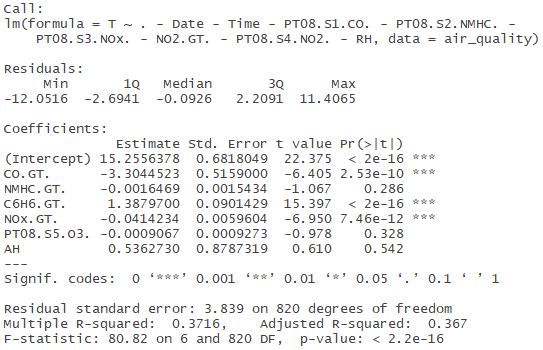 Call:
lm(formula = T ~ . - Date - Time - PT08.S1.CO. - PT08.S2.NMHC. -
    PT08.S3.NOx. - NO2.GT. - PT08.S4.NO2. - RH, data = air_quality)

Residuals:
     Min       1Q   Median       3Q      Max
-12.0516  -2.6941  -0.0926   2.2091  11.4065

Coefficients:
              Estimate Std. Error t value Pr(>|t|)
(Intercept) 15.2556378  0.6818049  22.375  < 2e-16 ***
CO.GT.      -3.3044523  0.5159000  -6.405 2.53e-10 ***
NMHC.GT.    -0.0016469  0.0015434  -1.067    0.286
C6H6.GT.     1.3879700  0.0901429  15.397  < 2e-16 ***
NOx.GT.     -0.0414234  0.0059604  -6.950 7.46e-12 ***
PT08.S5.O3. -0.0009067  0.0009273  -0.978    0.328
AH           0.5362730  0.8787319   0.610    0.542
---
Signif. codes:  0 ‘***’ 0.001 ‘**’ 0.01 ‘*’ 0.05 ‘.’ 0.1 ‘ ’ 1

Residual standard error: 3.839 on 820 degrees of freedom
Multiple R-squared:  0.3716,    Adjusted R-squared:  0.367
F-statistic: 80.82 on 6 and 820 DF,  p-value: < 2.2e-16